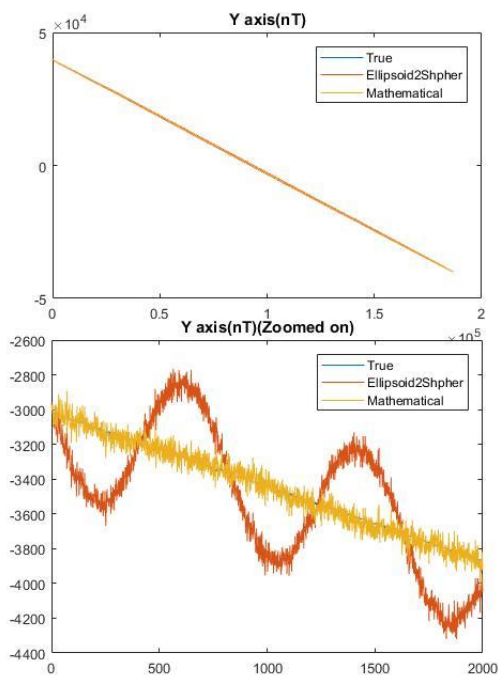 Y axis(nT)
×10^4
5
0
-5
True
Ellipsoid2Shpher
Mathematical
0 0.5 1 1.5 2
×10^5
Y axis(nT)(Zoomed on)
-2600
-2800
-3000
-3200
-3400
-3600
-3800
-4000
-4200
-4400
True
Ellipsoid2Shpher
Mathematical
0 500 1000 1500 2000